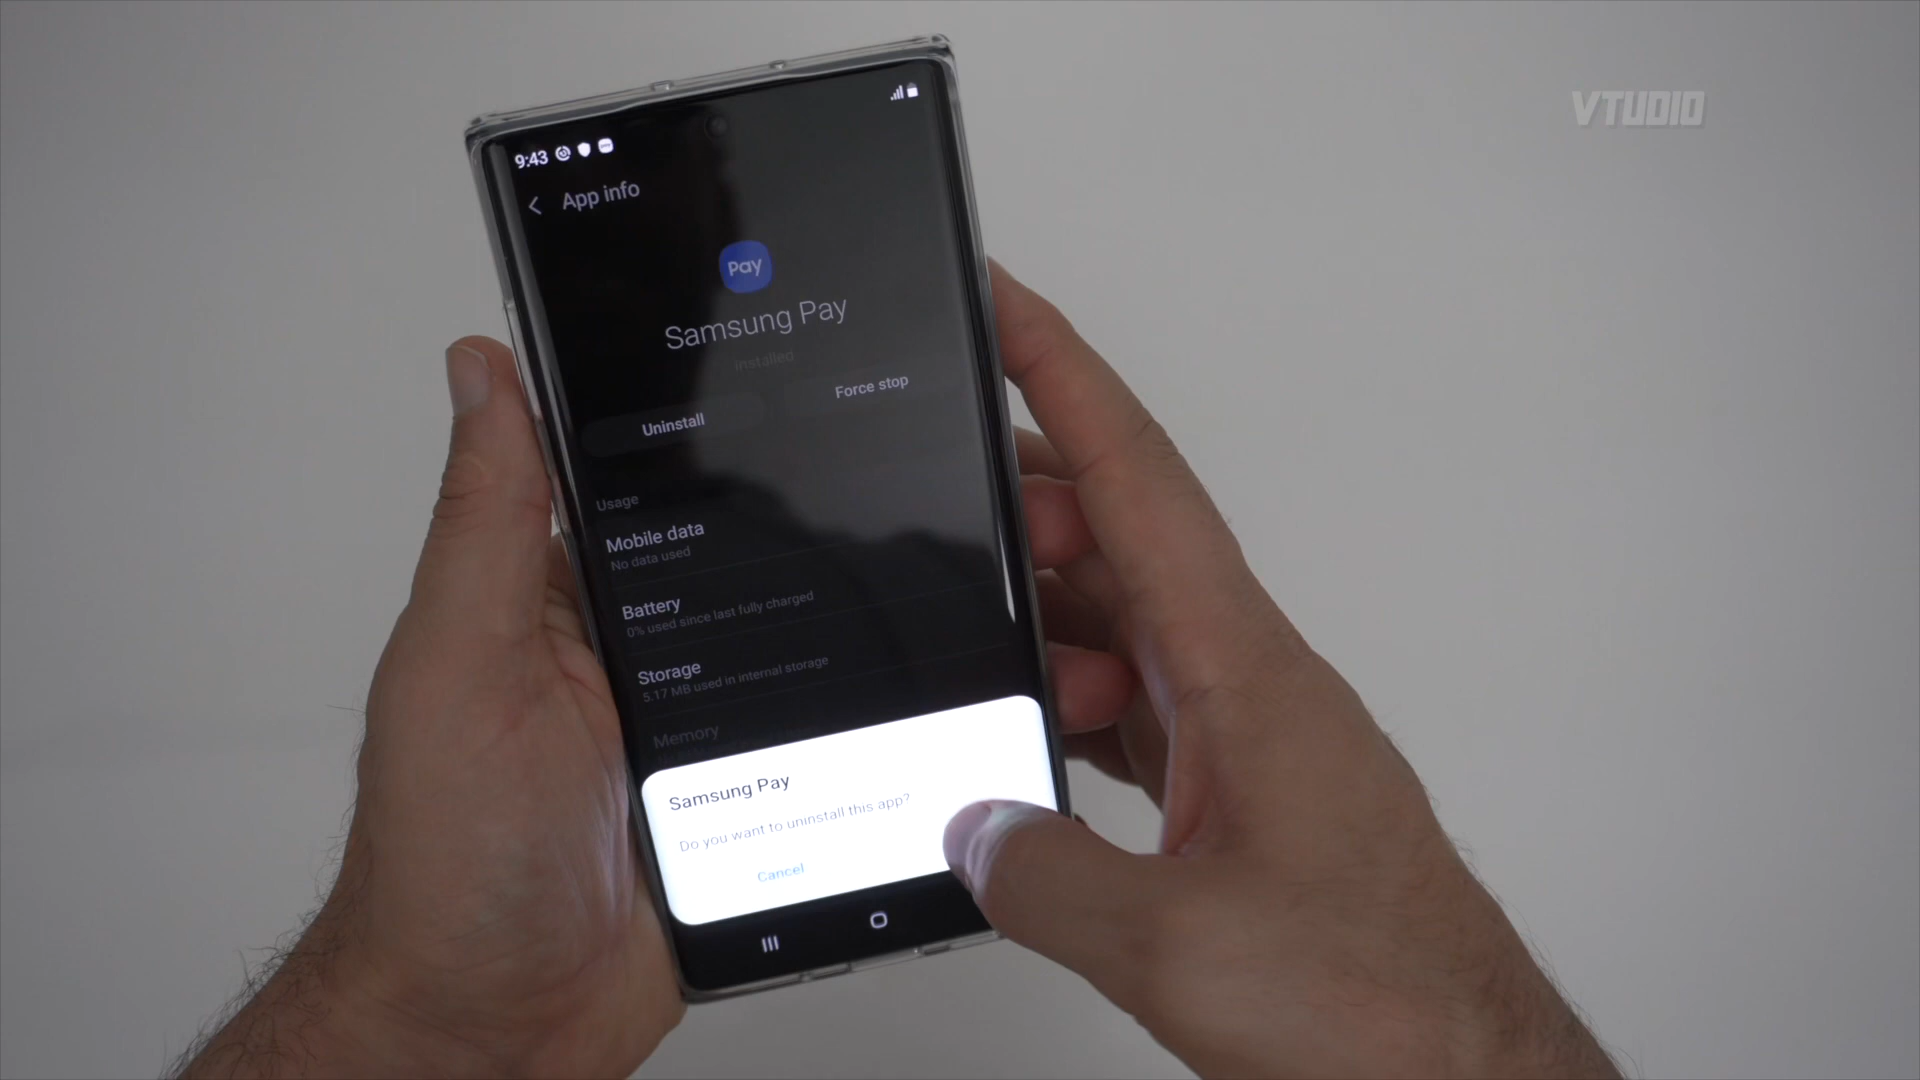 VTUDIO
9:43
App info
Pay
Samsung Pay
Installed
Uninstall
Force stop
Usage
Mobile data
No data used
Battery
0% used since last fully charged
Storage
5.17 MB used in internal storage
Memory
Samsung Pay
Do you want to uninstall this app?
Cancel